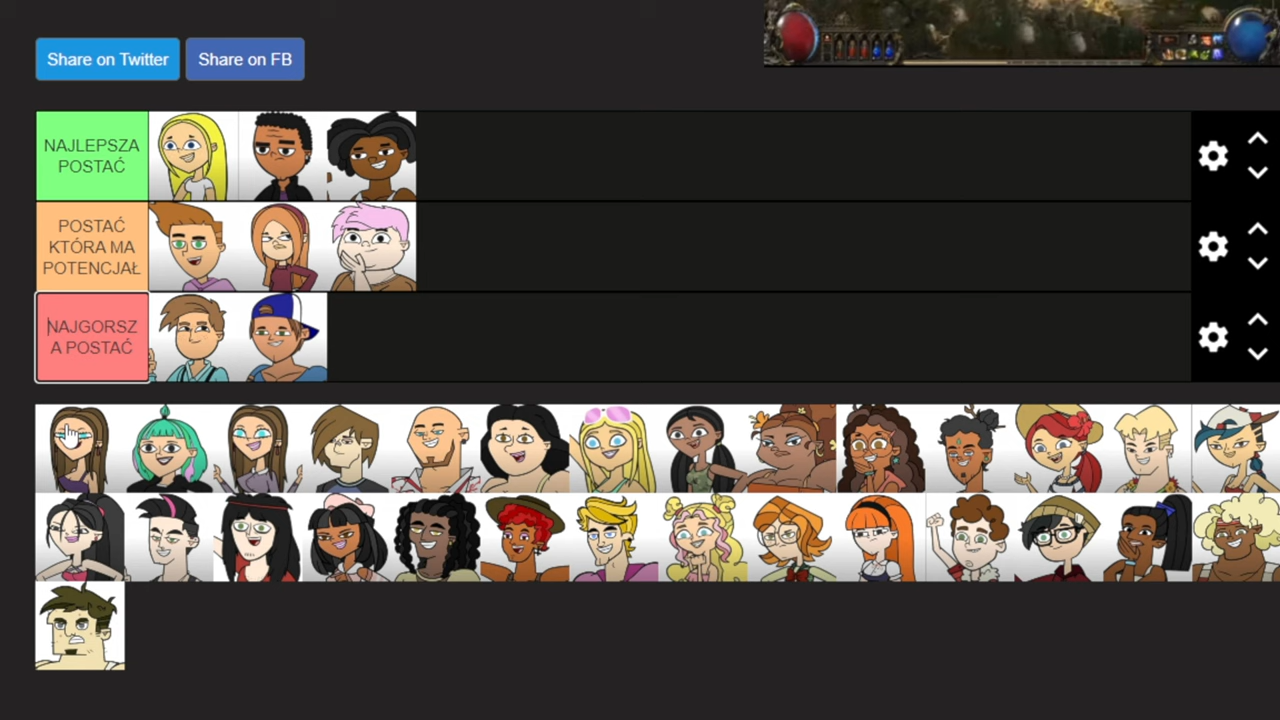 Share on Twitter
Share on FB
NAJLEPSZA
POSTAĆ
POSTAĆ
KTÓRA MA
POTENCJAŁ
NAJGORSZ
A POSTAĆ